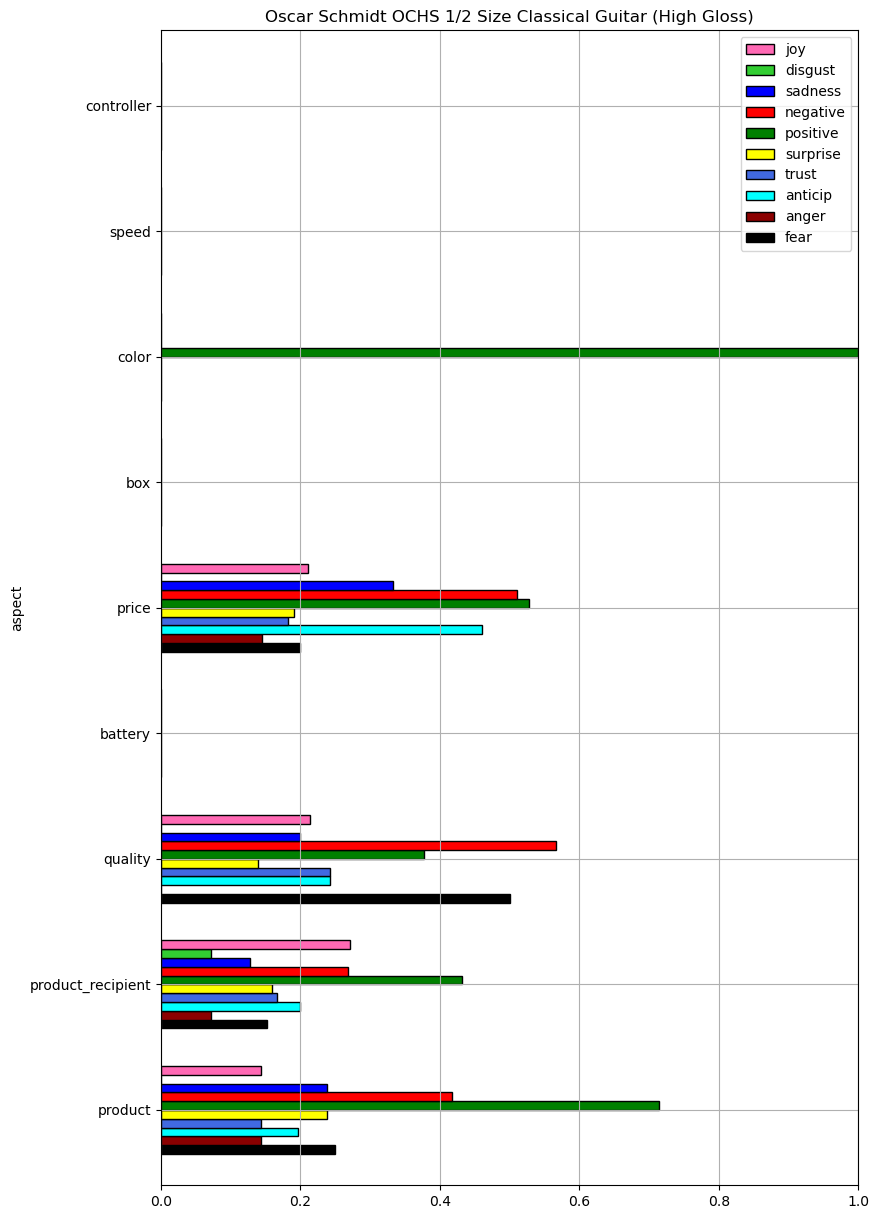 Oscar Schmidt OCHS 1/2 Size Classical Guitar (High Gloss)
joy
disgust
sadness
negative
positive
surprise
trust
anticip
anger
fear
controller
speed
color
box
price
battery
quality
product_recipient
product
aspect
0.0 0.2 0.4 0.6 0.8 1.0